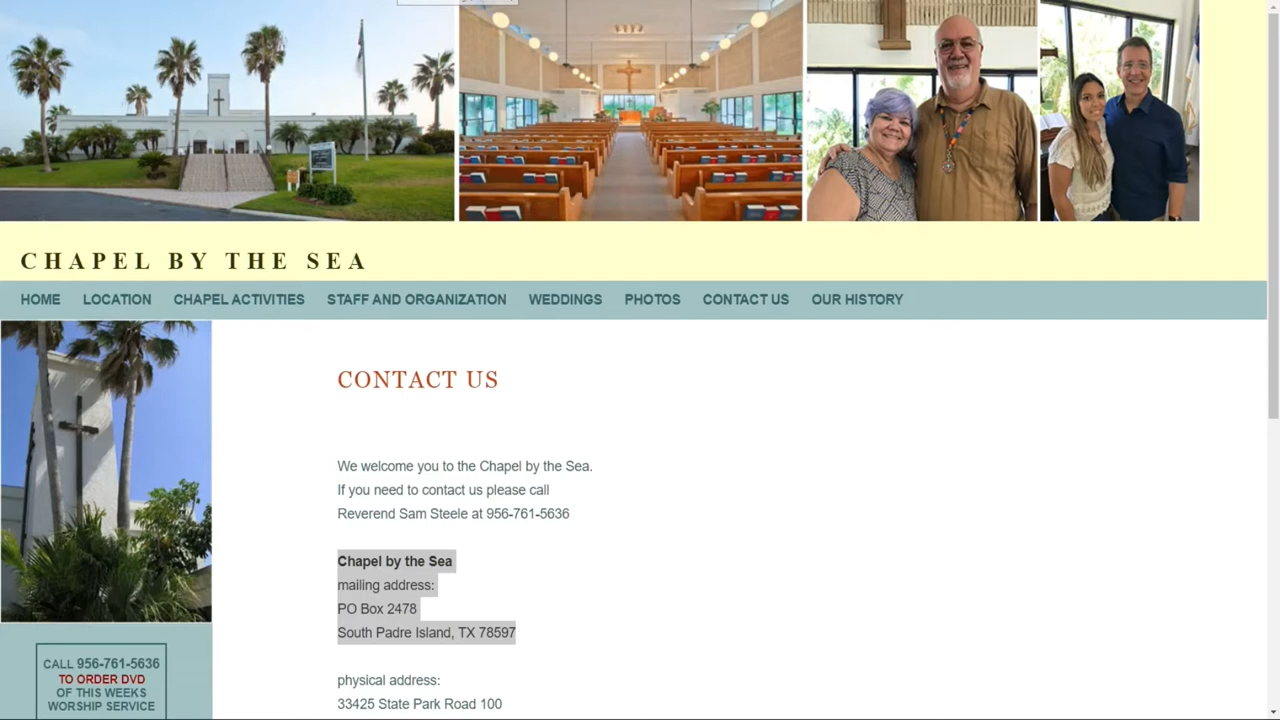 CHAPEL BY THE SEA
HOME LOCATION CHAPEL ACTIVITIES STAFF AND ORGANIZATION WEDDINGS PHOTOS CONTACT US OUR HISTORY
CONTACT US
We welcome you to the Chapel by the Sea.
If you need to contact us please call
Reverend Sam Steele at 956-761-5636
Chapel by the Sea
mailing address:
PO Box 2478
South Padre Island, TX 78597
physical address:
33425 State Park Road 100
CALL 956-761-5636
TO ORDER DVD
OF THIS WEEKS
WORSHIP SERVICE